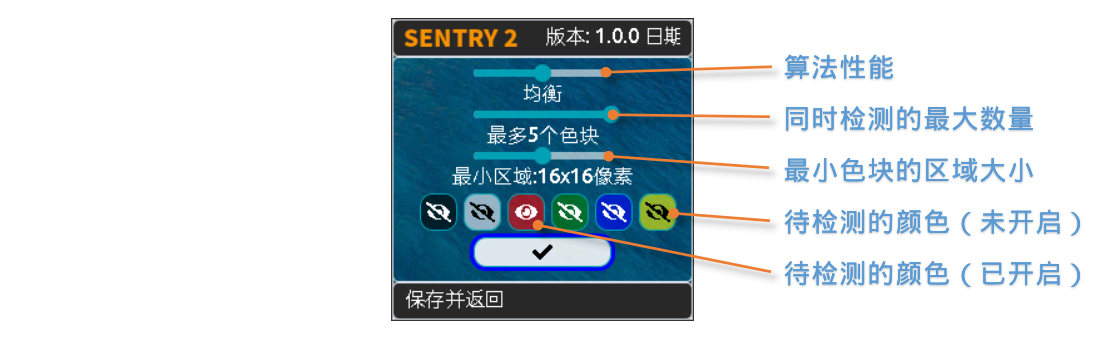 SENTRY 2 版本: 1.0.0 日期
均衡
最多5个色块
最小区域:16x16像素
保存并返回
算法性能
同时检测的最大数量
最小色块的区域大小
待检测的颜色（未开启）
待检测的颜色（已开启）